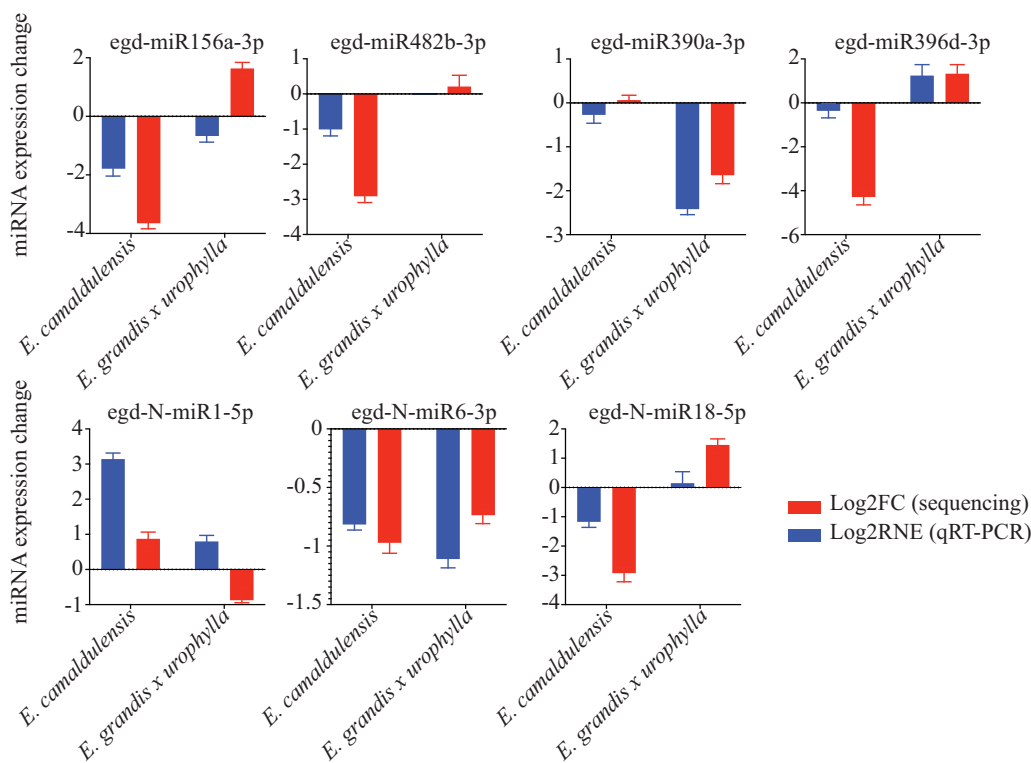 egd-miR156a-3p
egd-miR482b-3p
egd-miR390a-3p
egd-miR396d-3p
miRNA expression change
2
0
-2
-4
1
0
-1
-2
-3
-4
1
0
-1
-2
-3
2
0
-2
-4
-6
E. camaldulensis
E. grandis x urophylla
E. camaldulensis
E. grandis x urophylla
E. camaldulensis
E. grandis x urophylla
E. camaldulensis
E. grandis x urophylla
egd-N-miR1-5p
egd-N-miR6-3p
egd-N-miR18-5p
miRNA expression change
4
3
2
1
0
-1
0
-.5
-1
-1.5
2
1
0
-1
-2
-3
-4
Log2FC (sequencing)
Log2RNE (qRT-PCR)
E. camaldulensis
E. grandis x urophylla
E. camaldulensis
E. grandis x urophylla
E. camaldulensis
E. grandis x urophylla